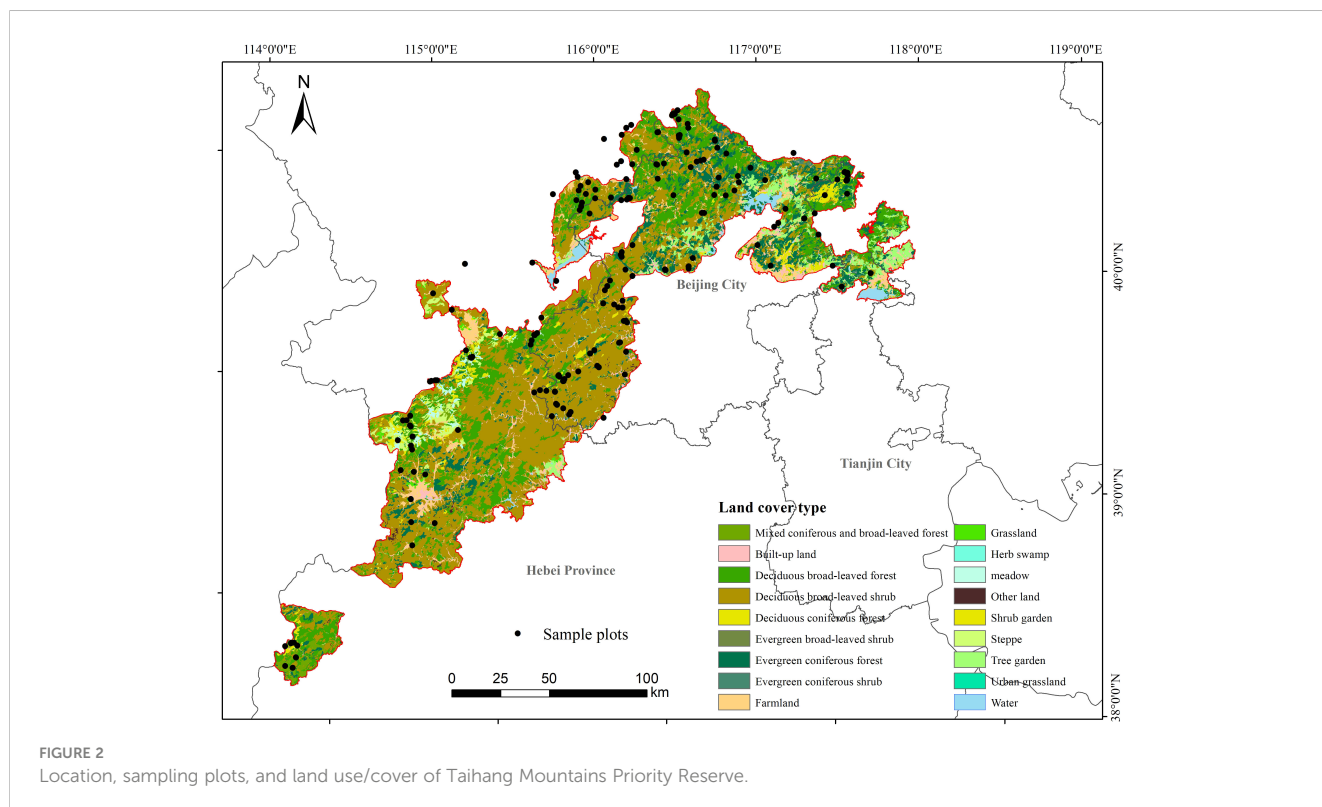 114°0'0"E 115°0'0"E 116°0'0"E 117°0'0"E 118°0'0"E 119°0'0"E
N
40°0'0"N
Beijing City
Tianjin City
39°0'0"N
Hebei Province
Land cover type
Mixed coniferous and broad-leaved forest
Built-up land
Deciduous broad-leaved forest
Deciduous broad-leaved shrub
Deciduous coniferous forest
Evergreen broad-leaved shrub
Evergreen coniferous forest
Evergreen coniferous shrub
Farmland
Grassland
Herb swamp
meadow
Other land
Shrub garden
Steppe
Tree garden
Urban grassland
Water
Sample plots
0 25 50 100
km
38°0'0"N
FIGURE 2
Location, sampling plots, and land use/cover of Taihang Mountains Priority Reserve.